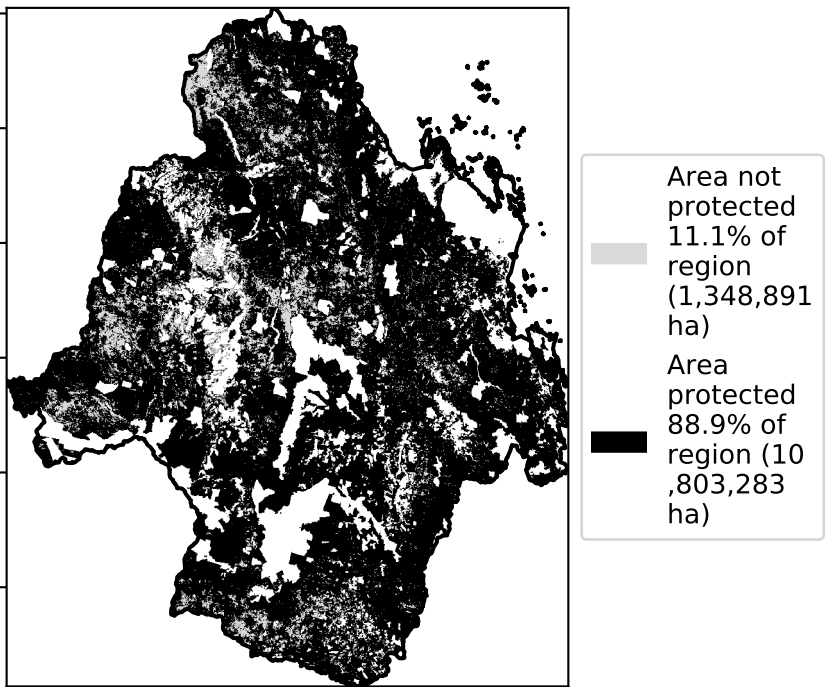 Area not
protected
11.1% of
region
(1,348,891
ha)
Area
protected
88.9% of
region (10
,803,283
ha)